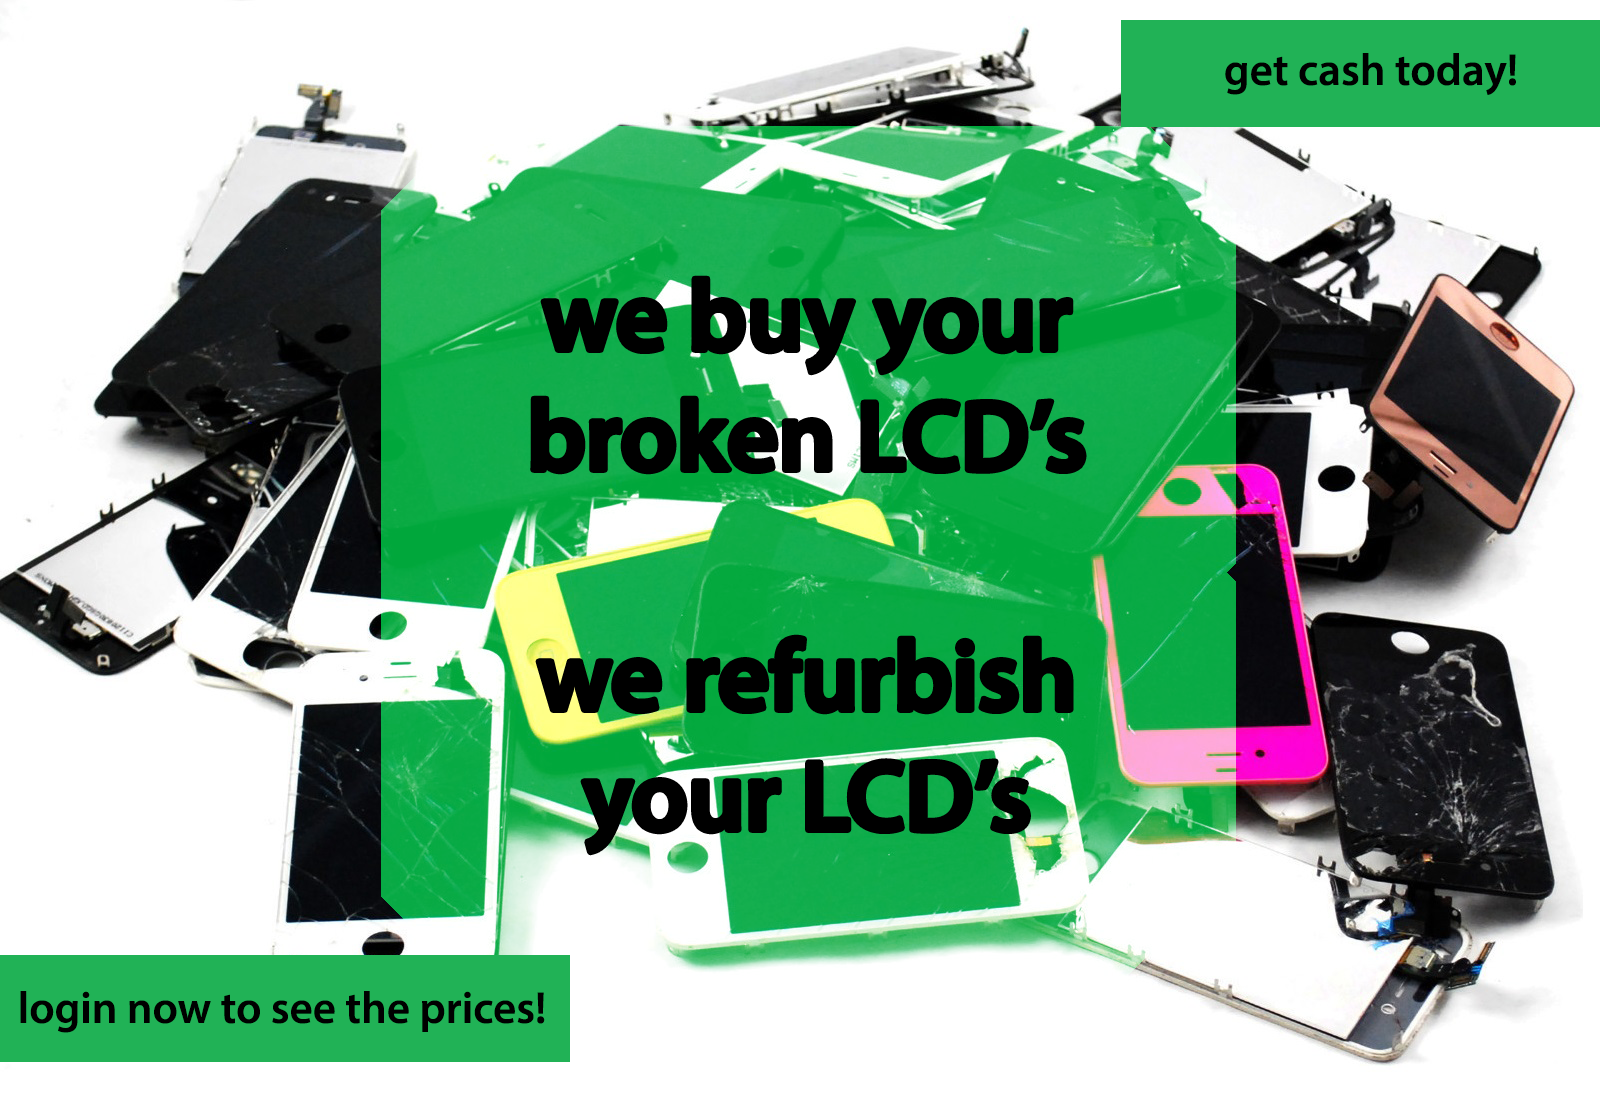 get cash today!
we buy your
broken LCD's
we refurbish
your LCD's
login now to see the prices!